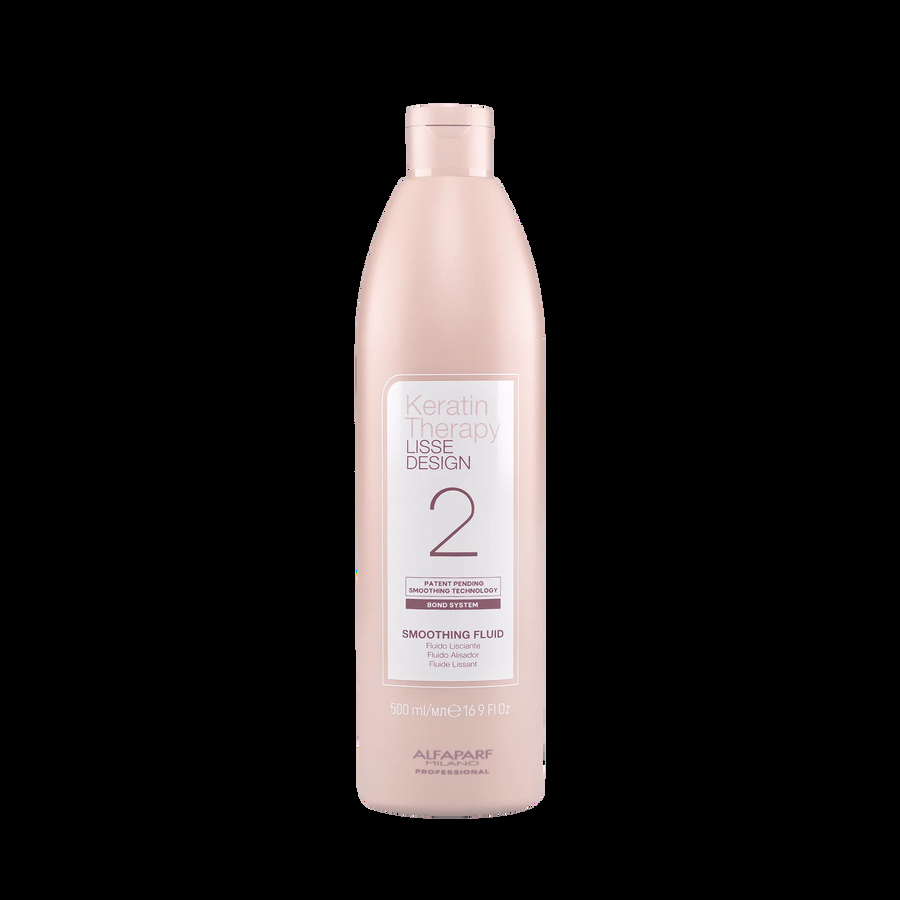 Keratin
Therapy
LISSE
DESIGN
2
PATENT PENDING
SMOOTHING TECHNOLOGY
BOND SYSTEM
SMOOTHING FLUID
Fluido Lisciante
Fluido Alisador
Fluide Lissant
500 ml/мл℮16 9 Fl Oz
ALFAPARF
MILANO
PROFESSIONAL